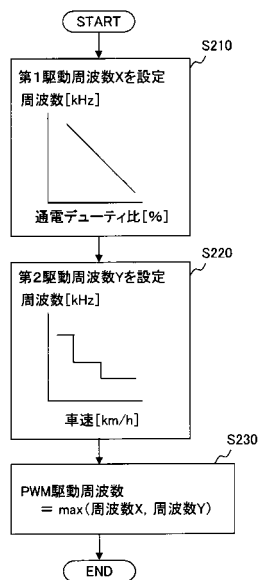 START
S210
第1駆動周波数Xを設定
周波数[kHz]
通電デューティ比[%]
S220
第2駆動周波数Yを設定
周波数[kHz]
車速[km/h]
S230
PWM駆動周波数
= max(周波数X, 周波数Y)
END